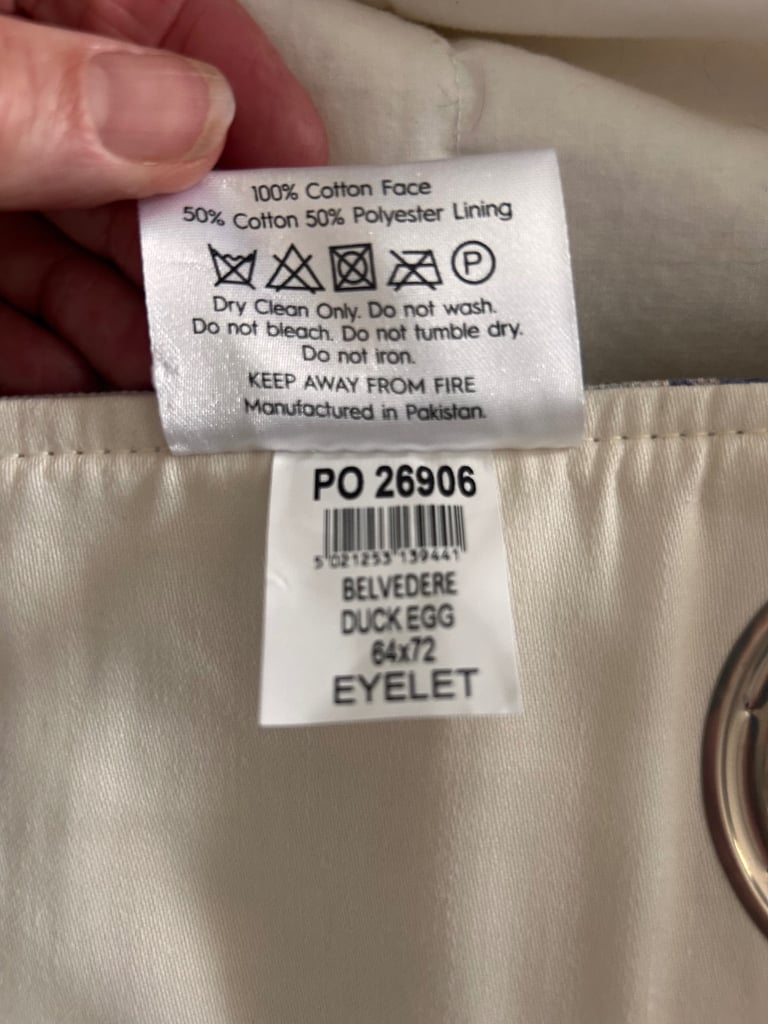 100% Cotton Face
50% Cotton 50% Polyester Lining
P
Dry Clean Only. Do not wash.
Do not bleach. Do not tumble dry.
Do not iron.
KEEP AWAY FROM FIRE
Manufactured in Pakistan.
PO 26906
5 021253 139441
BELVEDERE
DUCK EGG
64x72
EYELET